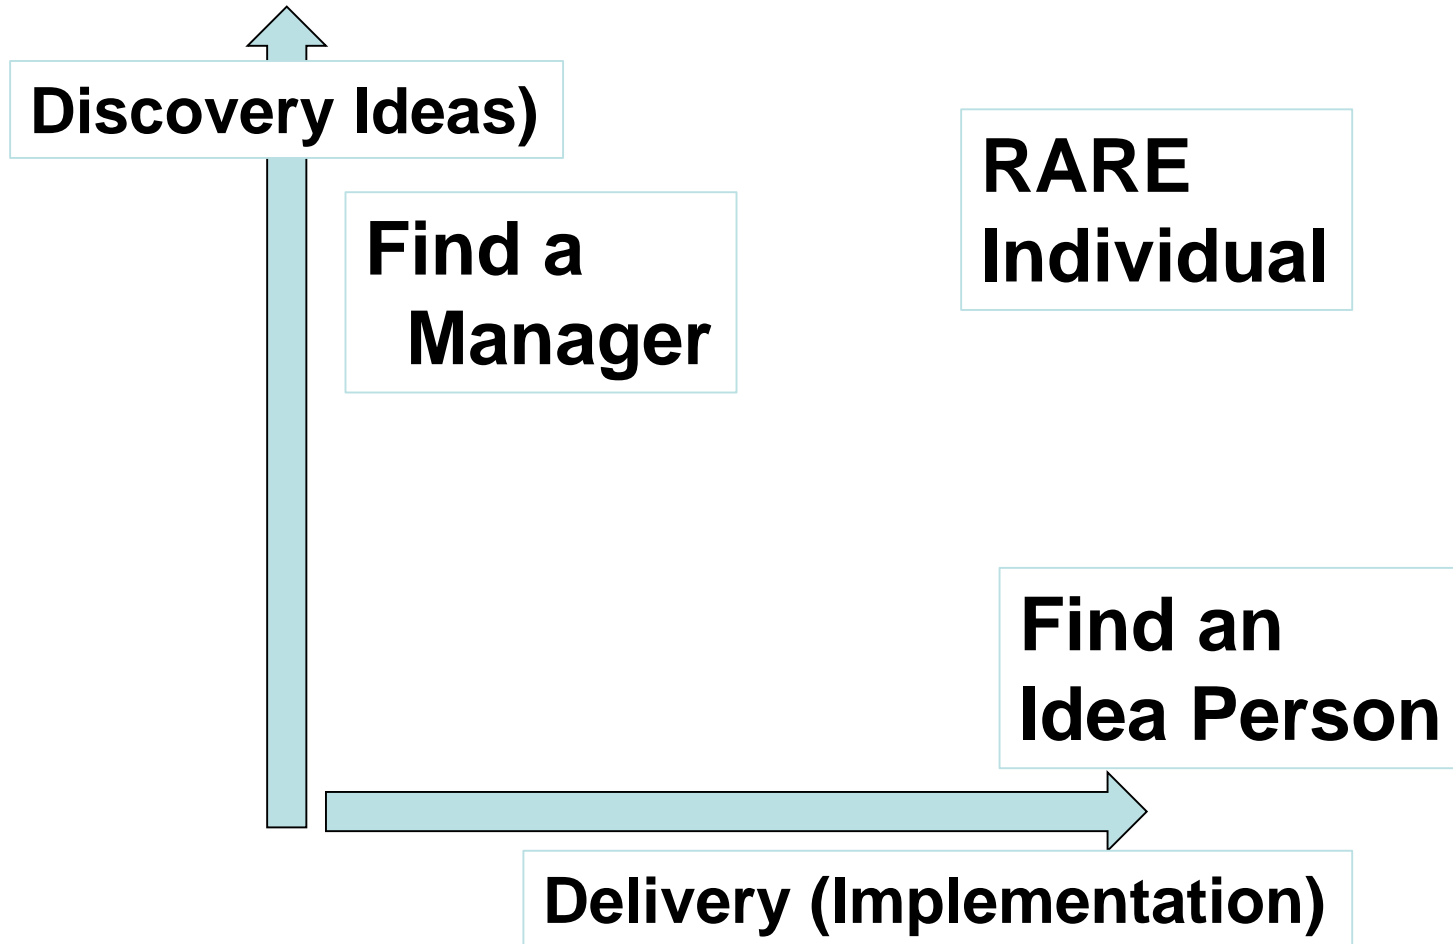 Discovery Ideas)
RARE
Individual
Find a
Manager
Find an
Idea Person
Delivery (Implementation)